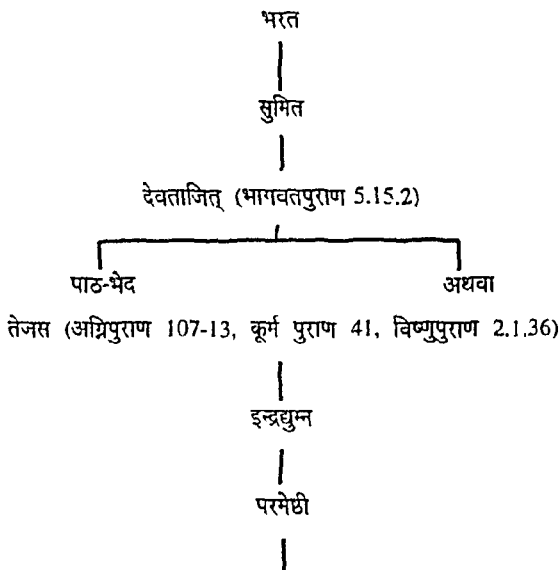 भरत
सुमित
देवताजित् (भागवतपुराण 5.15.2)
पाठ-भेद अथवा
तेजस (अग्निपुराण 107-13, कूर्म पुराण 41, विष्णुपुराण 2.1.36)
इन्द्रद्युम्न
परमेष्ठी